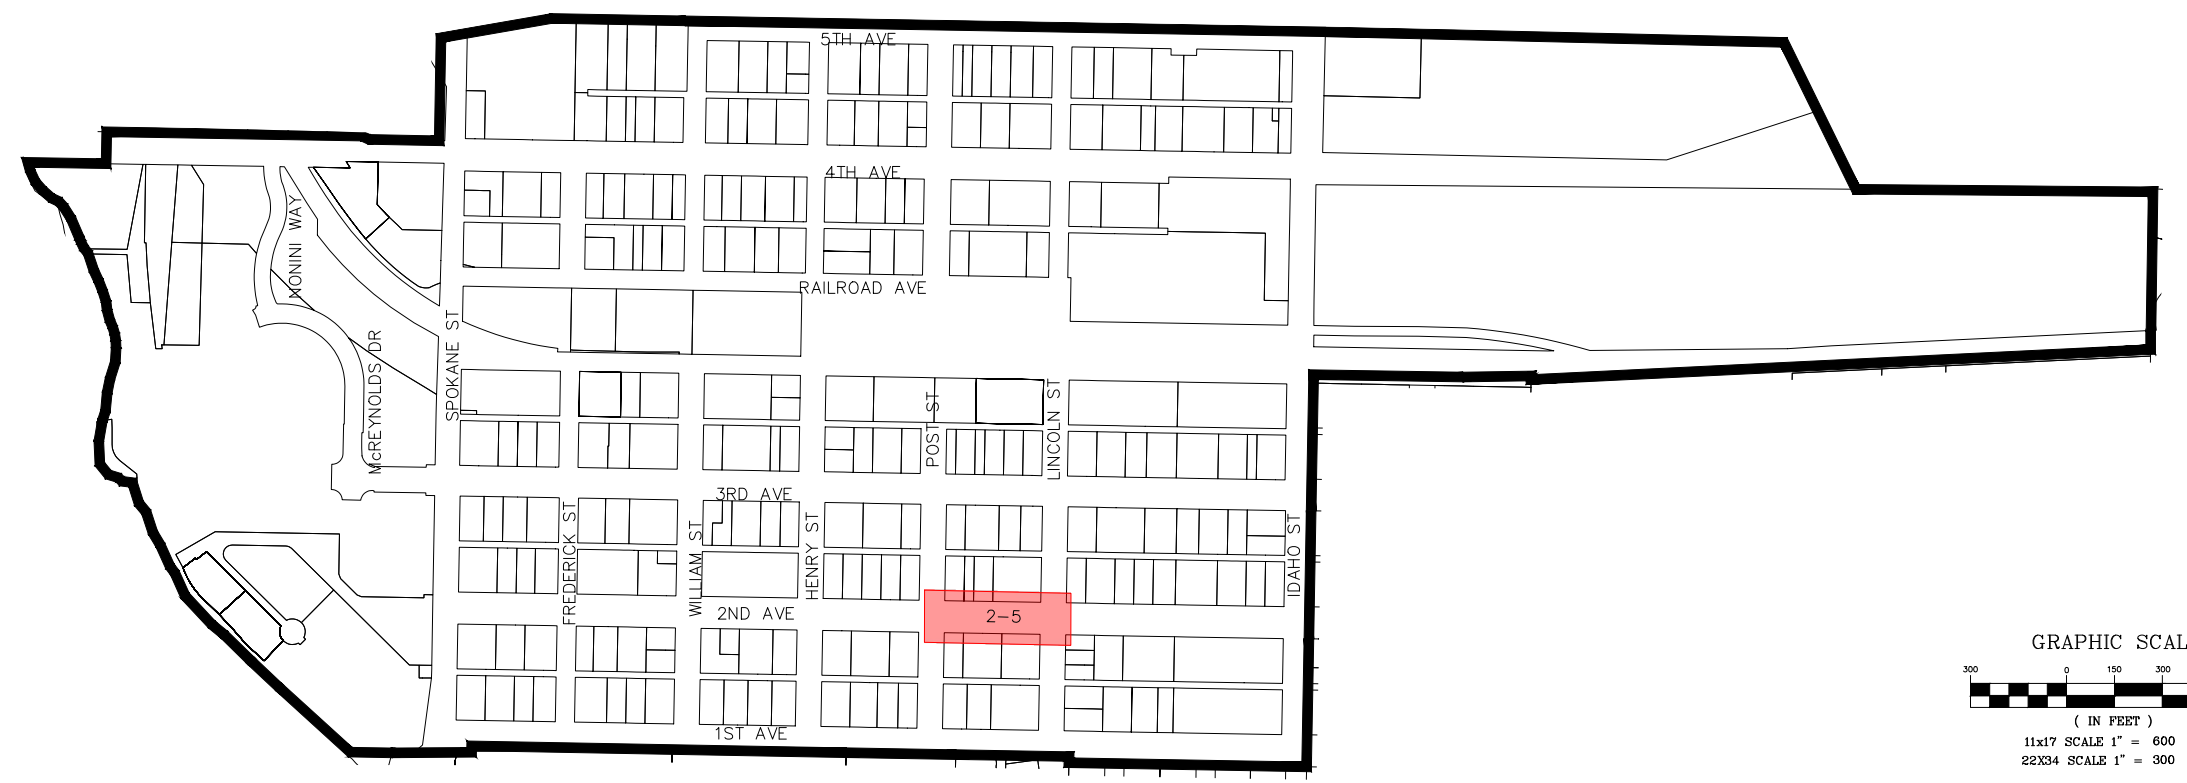 5TH AVE
4TH AVE
NONINI WAY
RAILROAD AVE
McREYNOLDS DR
SPOKANE ST
POST ST
LINCOLN ST
3RD AVE
FREDERICK ST
WILLIAM ST
HENRY ST
IDAHO ST
2ND AVE
2-5
1ST AVE
GRAPHIC SCAL
300 0 150 300
( IN FEET )
11x17 SCALE 1" = 600
22X34 SCALE 1" = 300